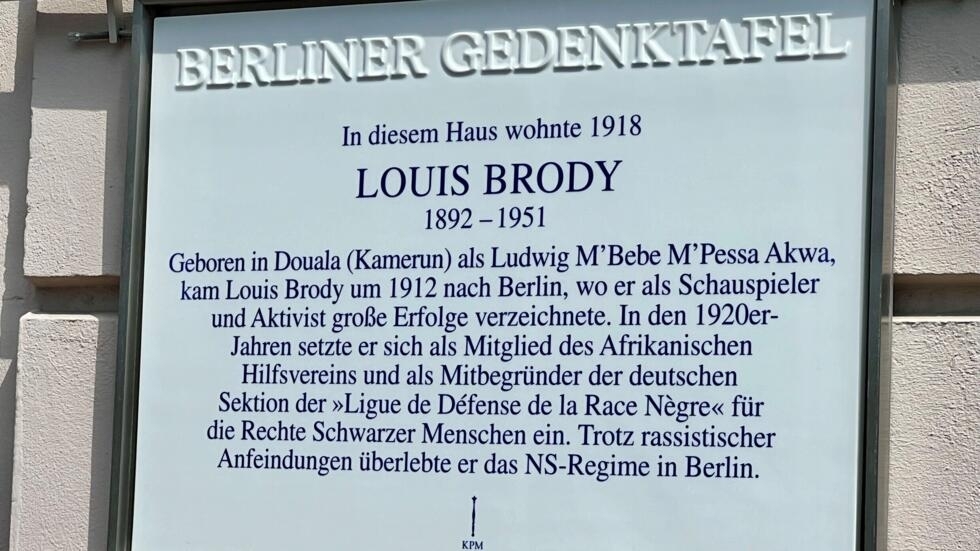 BERLINER GEDENKTAFEL
In diesem Haus wohnte 1918
LOUIS BRODY
1892 – 1951
Geboren in Douala (Kamerun) als Ludwig M’Bebe M’Pessa Akwa,
kam Louis Brody um 1912 nach Berlin, wo er als Schauspieler
und Aktivist große Erfolge verzeichnete. In den 1920er-
Jahren setzte er sich als Mitglied des Afrikanischen
Hilfsvereins und als Mitbegründer der deutschen
Sektion der »Ligue de Défense de la Race Nègre« für
die Rechte Schwarzer Menschen ein. Trotz rassistischer
Anfeindungen überlebte er das NS-Regime in Berlin.
KPM